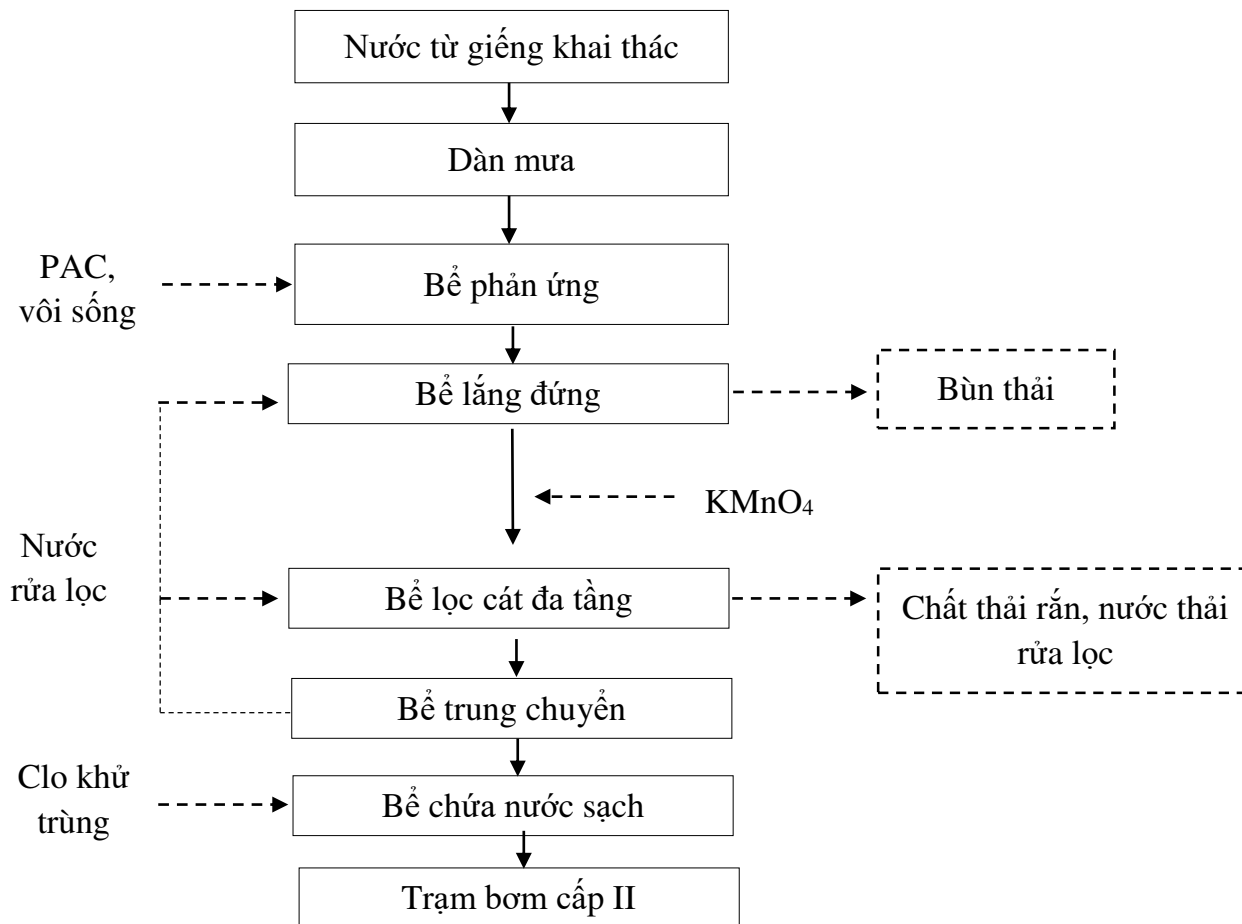 Nước từ giếng khai thác
Dàn mưa
PAC,
vôi sống
Bể phản ứng
Bể lắng đứng
Bùn thải
KMnO₄
Nước
rửa lọc
Bể lọc cát đa tầng
Chất thải rắn, nước thải
rửa lọc
Bể trung chuyển
Clo khử
trùng
Bể chứa nước sạch
Trạm bơm cấp II